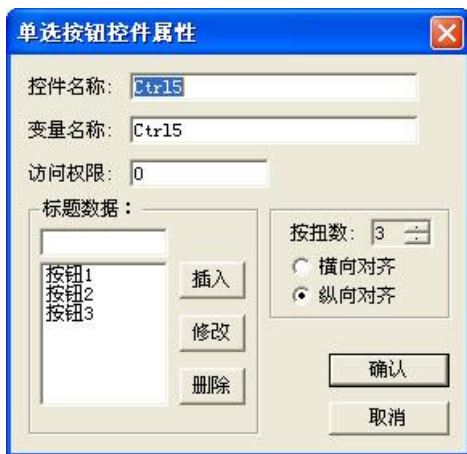 单选按钮控件属性
控件名称: Ctrl5
变量名称: Ctrl5
访问权限: 0
标题数据：
按钮1
按钮2
按钮3
插入
修改
删除
按扭数: 3
横向对齐
纵向对齐
确认
取消